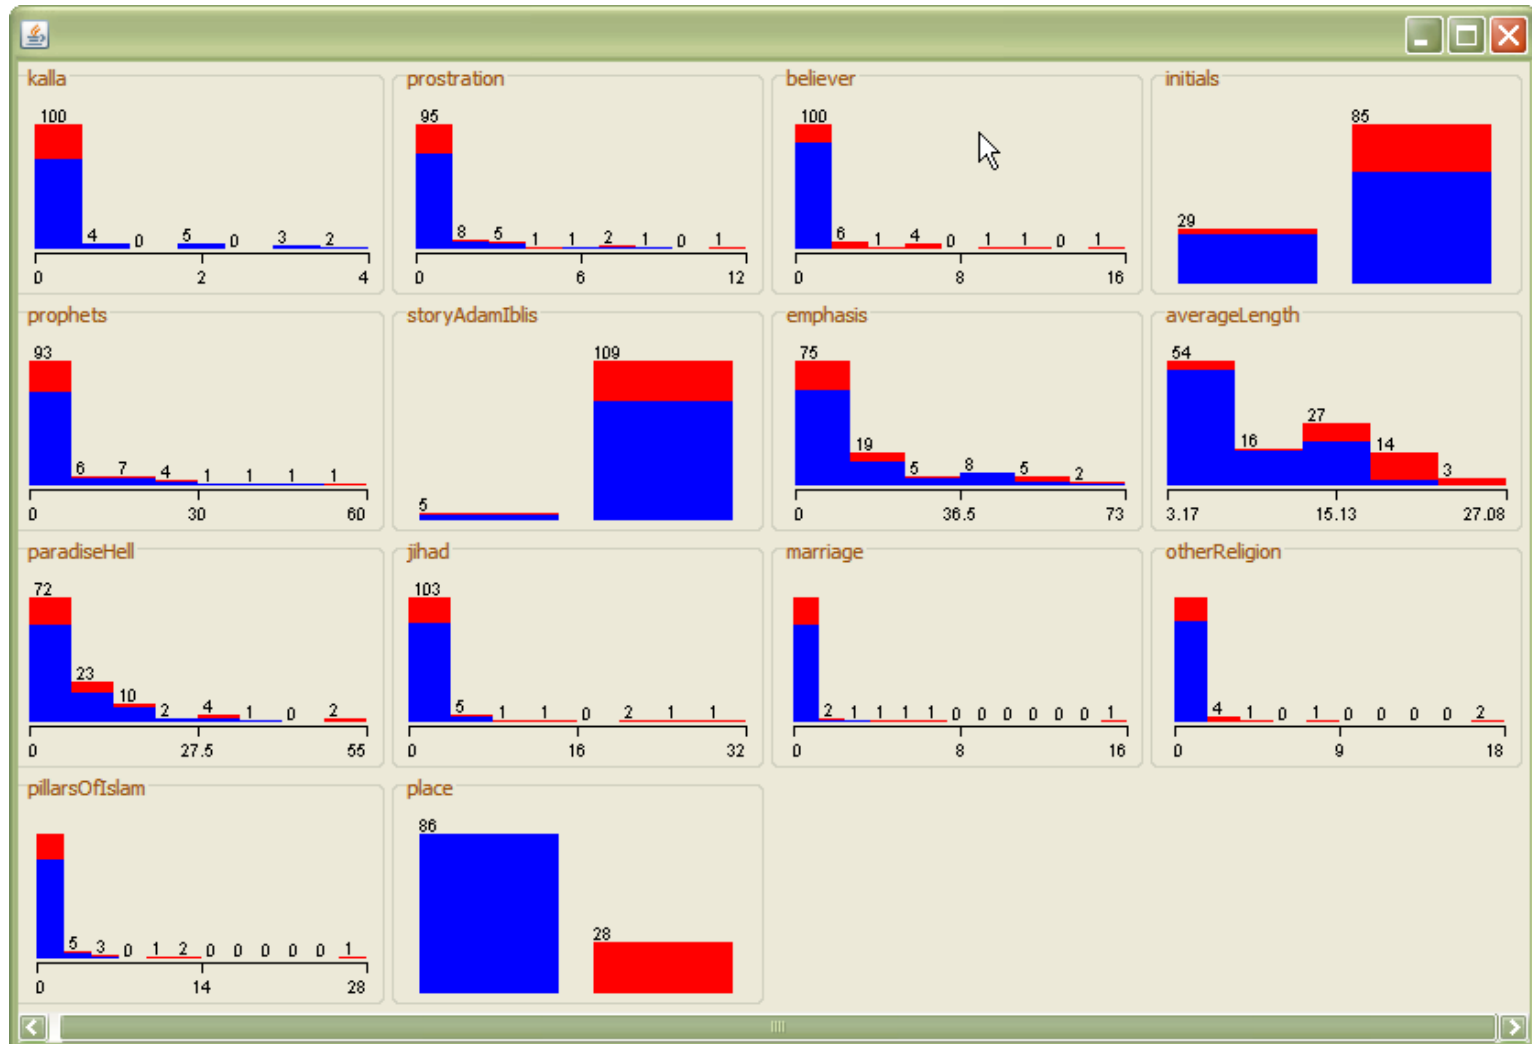 kalla
100
4 0 5 0 3 2
0 2 4
prostration
95
8 5 1 1 2 1 0 1
0 6 12
believer
100
6 1 4 0 1 1 0 1
0 8 16
initials
85
29
prophets
93
6 7 4 1 1 1 1
0 30 60
storyAdamIblis
109
5
emphasis
75
19
5 8 5 2
0 36.5 73
averageLength
54
16 27 14 3
3.17 15.13 27.08
paradiseHell
72
23
10 2 4 1 0 2
0 27.5 55
jihad
103
5 1 1 0 2 1 1
0 16 32
marriage
2 1 1 1 1 0 0 0 0 0 0 1
0 8 16
otherReligion
4 1 0 1 0 0 0 0 2
0 9 18
pillarsOfIslam
5 3 0 1 2 0 0 0 0 0 1
0 14 28
place
86
28